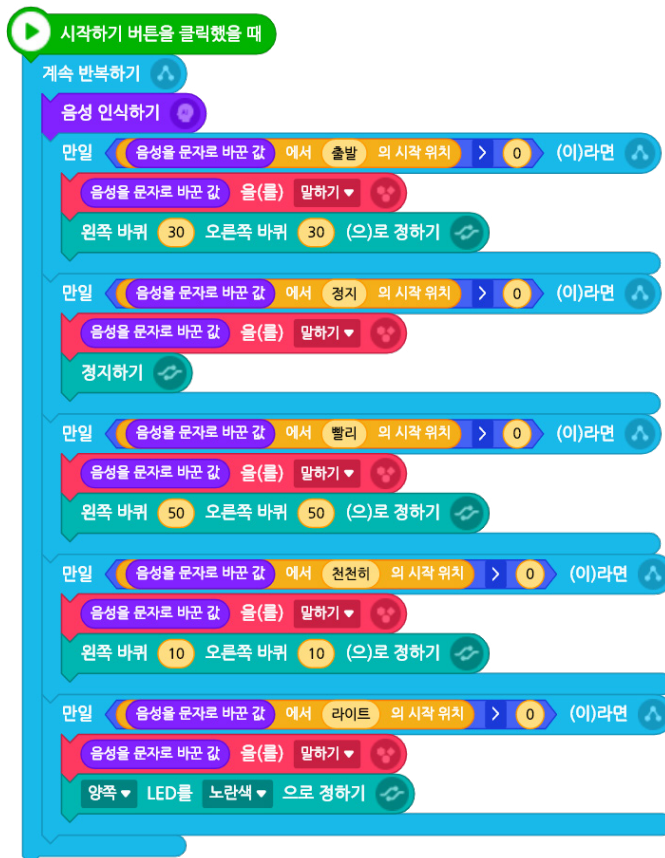 시작하기 버튼을 클릭했을 때
계속 반복하기
음성 인식하기
만일 음성을 문자로 바꾼 값 에서 출발 의 시작 위치 > 0 (이)라면
음성을 문자로 바꾼 값 을(를) 말하기▼
왼쪽 바퀴 30 오른쪽 바퀴 30 (으)로 정하기
만일 음성을 문자로 바꾼 값 에서 정지 의 시작 위치 > 0 (이)라면
음성을 문자로 바꾼 값 을(를) 말하기▼
정지하기
만일 음성을 문자로 바꾼 값 에서 빨리 의 시작 위치 > 0 (이)라면
음성을 문자로 바꾼 값 을(를) 말하기▼
왼쪽 바퀴 50 오른쪽 바퀴 50 (으)로 정하기
만일 음성을 문자로 바꾼 값 에서 천천히 의 시작 위치 > 0 (이)라면
음성을 문자로 바꾼 값 을(를) 말하기▼
왼쪽 바퀴 10 오른쪽 바퀴 10 (으)로 정하기
만일 음성을 문자로 바꾼 값 에서 라이트 의 시작 위치 > 0 (이)라면
음성을 문자로 바꾼 값 을(를) 말하기▼
양쪽▼ LED를 노란색▼ 으로 정하기